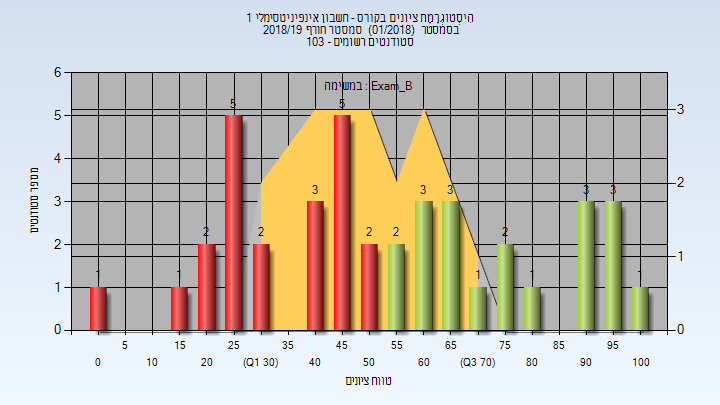 היסטוגרמת ציונים בקורס - חשבון אינפיניטסימלי 1
בסמסטר (01/2018) סמסטר חורף 2018/19
סטודנטים רשומים - 103
במשימה : Exam_B
מספר סטודנטים
6
5
4
3
2
1
0
3
2
1
0
1 1 2 5 2 3 5 2 2 3 3 1 2 1 3 3 1
5 15 25 35 45 55 65 75 85 95
0 10 20 (Q1 30) 40 50 60 (Q3 70) 80 90 100
טווח ציונים